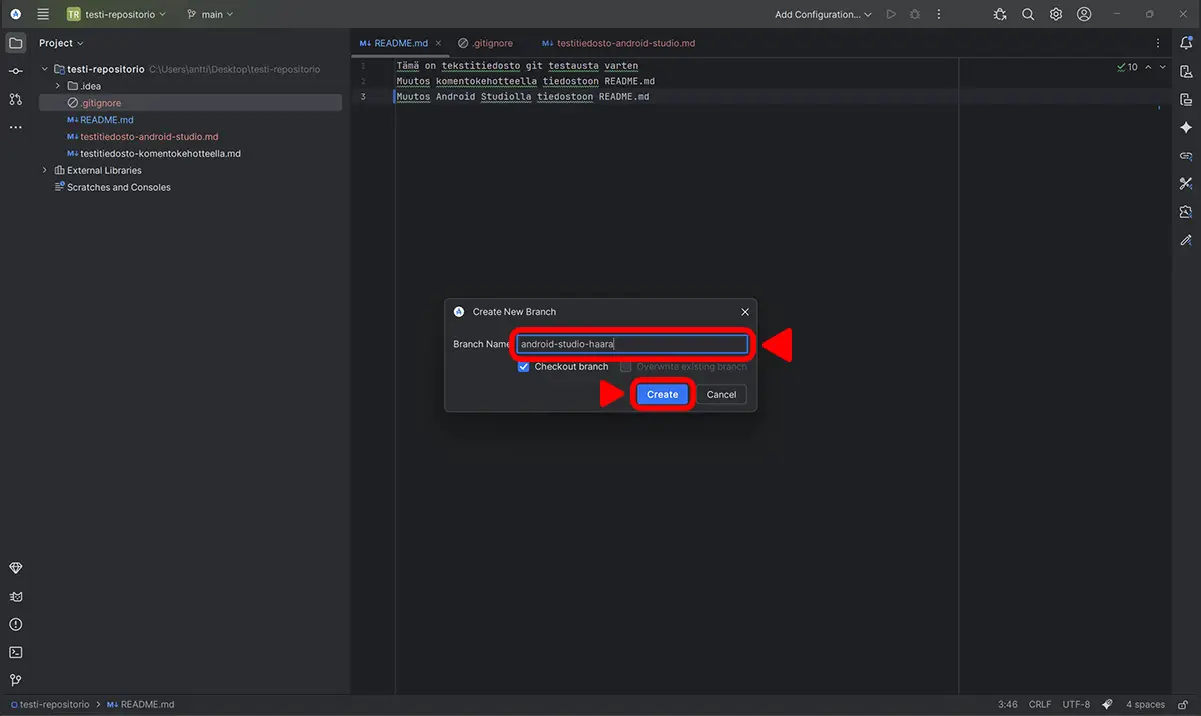 TR testi-repositorio main Add Configuration...
Project
README.md .gitignore testitiedosto-android-studio.md
testi-repositorio C:\Users\antti\Desktop\testi-repositorio
.idea
.gitignore
README.md
testitiedosto-android-studio.md
testitiedosto-komentokehotteella.md
External Libraries
Scratches and Consoles
1 Tämä on tekstitiedosto git testausta varten
2 Muutos komentokehotteella tiedostoon README.md
3 Muutos Android Studiolla tiedostoon README.md
10
Create New Branch
Branch Name android-studio-haara
Checkout branch Overwrite existing branch
Create Cancel
testi-repositorio README.md 3:46 CRLF UTF-8 4 spaces